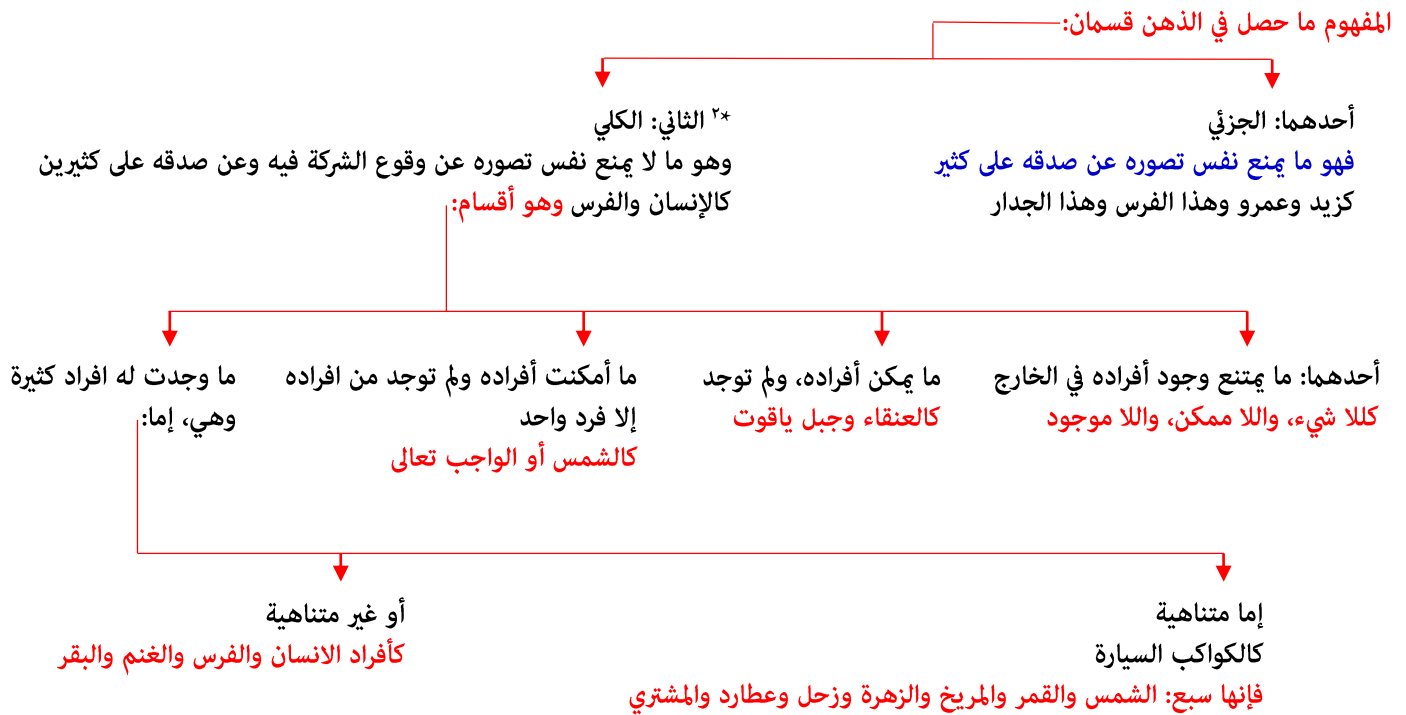 المفهوم ما حصل في الذهن قسمان:
أحدهما: الجزئي
فهو ما يمنع نفس تصوره عن صدقه على كثير
كزيد وعمرو وهذا الفرس وهذا الجدار
*٢ الثاني: الكلي
وهو ما لا يمنع نفس تصوره عن وقوع الشركة فيه وعن صدقه على كثيرين
كالإنسان والفرس وهو أقسام:
أحدهما: ما يمتنع وجود أفراده في الخارج
كللا شيء، واللا ممكن، واللا موجود
ما يمكن أفراده، ولم توجد
كالعنقاء وجبل ياقوت
ما أمكنت أفراده ولم توجد من افراده
إلا فرد واحد
كالشمس أو الواجب تعالى
ما وجدت له افراد كثيرة
وهي، إما:
إما متناهية
كالكواكب السيارة
فإنها سبع: الشمس والقمر والمريخ والزهرة وزحل وعطارد والمشتري
أو غير متناهية
كأفراد الانسان والفرس والغنم والبقر